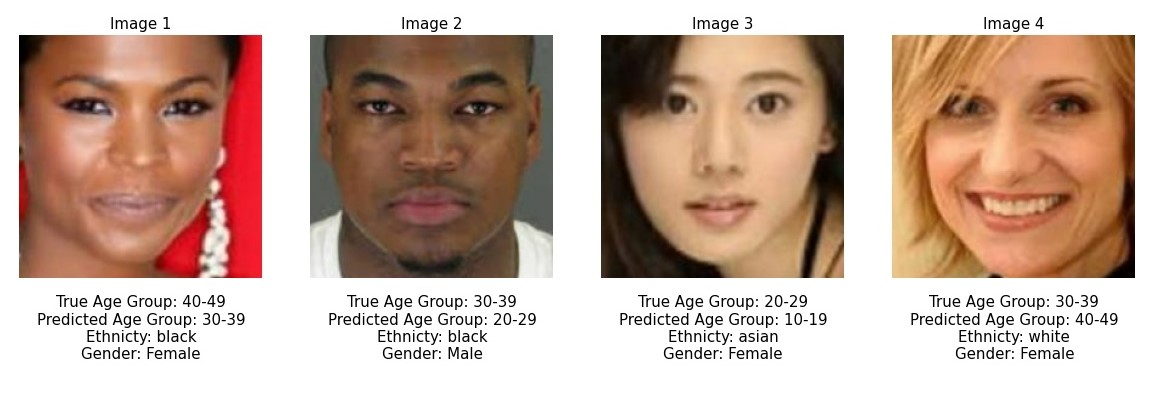 Image 1
Image 2
Image 3
Image 4
True Age Group: 40-49
Predicted Age Group: 30-39
Ethnicty: black
Gender: Female
True Age Group: 30-39
Predicted Age Group: 20-29
Ethnicty: black
Gender: Male
True Age Group: 20-29
Predicted Age Group: 10-19
Ethnicty: asian
Gender: Female
True Age Group: 30-39
Predicted Age Group: 40-49
Ethnicty: white
Gender: Female